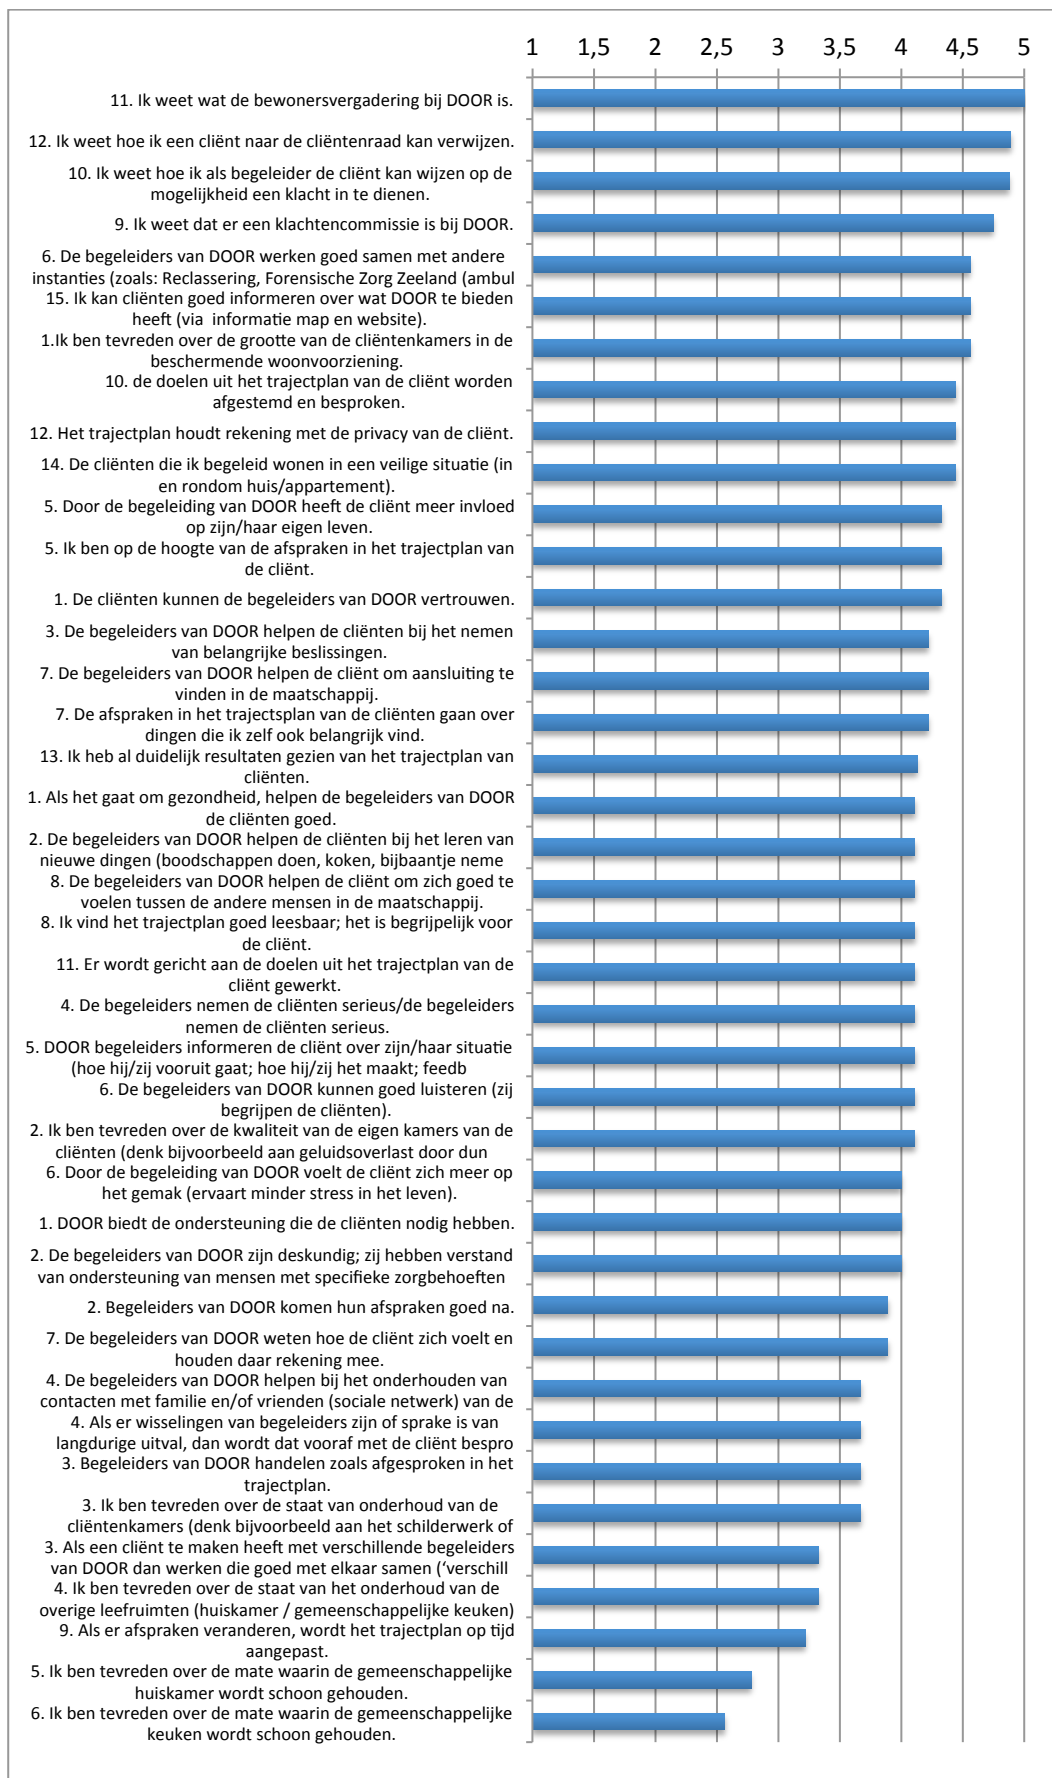 1 1,5 2 2,5 3 3,5 4 4,5 5
11. Ik weet wat de bewonersvergadering bij DOOR is.
12. Ik weet hoe ik een cliënt naar de cliëntenraad kan verwijzen.
10. Ik weet hoe ik als begeleider de cliënt kan wijzen op de
mogelijkheid een klacht in te dienen.
9. Ik weet dat er een klachtencommissie is bij DOOR.
6. De begeleiders van DOOR werken goed samen met andere
instanties (zoals: Reclassering, Forensische Zorg Zeeland (ambul
15. Ik kan cliënten goed informeren over wat DOOR te bieden
heeft (via informatie map en website).
1.Ik ben tevreden over de grootte van de cliëntenkamers in de
beschermende woonvoorziening.
10. de doelen uit het trajectplan van de cliënt worden
afgestemd en besproken.
12. Het trajectplan houdt rekening met de privacy van de cliënt.
14. De cliënten die ik begeleid wonen in een veilige situatie (in
en rondom huis/appartement).
5. Door de begeleiding van DOOR heeft de cliënt meer invloed
op zijn/haar eigen leven.
5. Ik ben op de hoogte van de afspraken in het trajectplan van
de cliënt.
1. De cliënten kunnen de begeleiders van DOOR vertrouwen.
3. De begeleiders van DOOR helpen de cliënten bij het nemen
van belangrijke beslissingen.
7. De begeleiders van DOOR helpen de cliënt om aansluiting te
vinden in de maatschappij.
7. De afspraken in het trajectsplan van de cliënten gaan over
dingen die ik zelf ook belangrijk vind.
13. Ik heb al duidelijk resultaten gezien van het trajectplan van
cliënten.
1. Als het gaat om gezondheid, helpen de begeleiders van DOOR
de cliënten goed.
2. De begeleiders van DOOR helpen de cliënten bij het leren van
nieuwe dingen (boodschappen doen, koken, bijbaantje neme
8. De begeleiders van DOOR helpen de cliënt om zich goed te
voelen tussen de andere mensen in de maatschappij.
8. Ik vind het trajectplan goed leesbaar; het is begrijpelijk voor
de cliënt.
11. Er wordt gericht aan de doelen uit het trajectplan van de
cliënt gewerkt.
4. De begeleiders nemen de cliënten serieus/de begeleiders
nemen de cliënten serieus.
5. DOOR begeleiders informeren de cliënt over zijn/haar situatie
(hoe hij/zij vooruit gaat; hoe hij/zij het maakt; feedb
6. De begeleiders van DOOR kunnen goed luisteren (zij
begrijpen de cliënten).
2. Ik ben tevreden over de kwaliteit van de eigen kamers van de
cliënten (denk bijvoorbeeld aan geluidsoverlast door dun
6. Door de begeleiding van DOOR voelt de cliënt zich meer op
het gemak (ervaart minder stress in het leven).
1. DOOR biedt de ondersteuning die de cliënten nodig hebben.
2. De begeleiders van DOOR zijn deskundig; zij hebben verstand
van ondersteuning van mensen met specifieke zorgbehoeften
2. Begeleiders van DOOR komen hun afspraken goed na.
7. De begeleiders van DOOR weten hoe de cliënt zich voelt en
houden daar rekening mee.
4. De begeleiders van DOOR helpen bij het onderhouden van
contacten met familie en/of vrienden (sociale netwerk) van de
4. Als er wisselingen van begeleiders zijn of sprake is van
langdurige uitval, dan wordt dat vooraf met de cliënt bespro
3. Begeleiders van DOOR handelen zoals afgesproken in het
trajectplan.
3. Ik ben tevreden over de staat van onderhoud van de
cliëntenkamers (denk bijvoorbeeld aan het schilderwerk of
3. Als een cliënt te maken heeft met verschillende begeleiders
van DOOR dan werken die goed met elkaar samen (‘verschill
4. Ik ben tevreden over de staat van het onderhoud van de
overige leefruimten (huiskamer / gemeenschappelijke keuken)
9. Als er afspraken veranderen, wordt het trajectplan op tijd
aangepast.
5. Ik ben tevreden over de mate waarin de gemeenschappelijke
huiskamer wordt schoon gehouden.
6. Ik ben tevreden over de mate waarin de gemeenschappelijke
keuken wordt schoon gehouden.